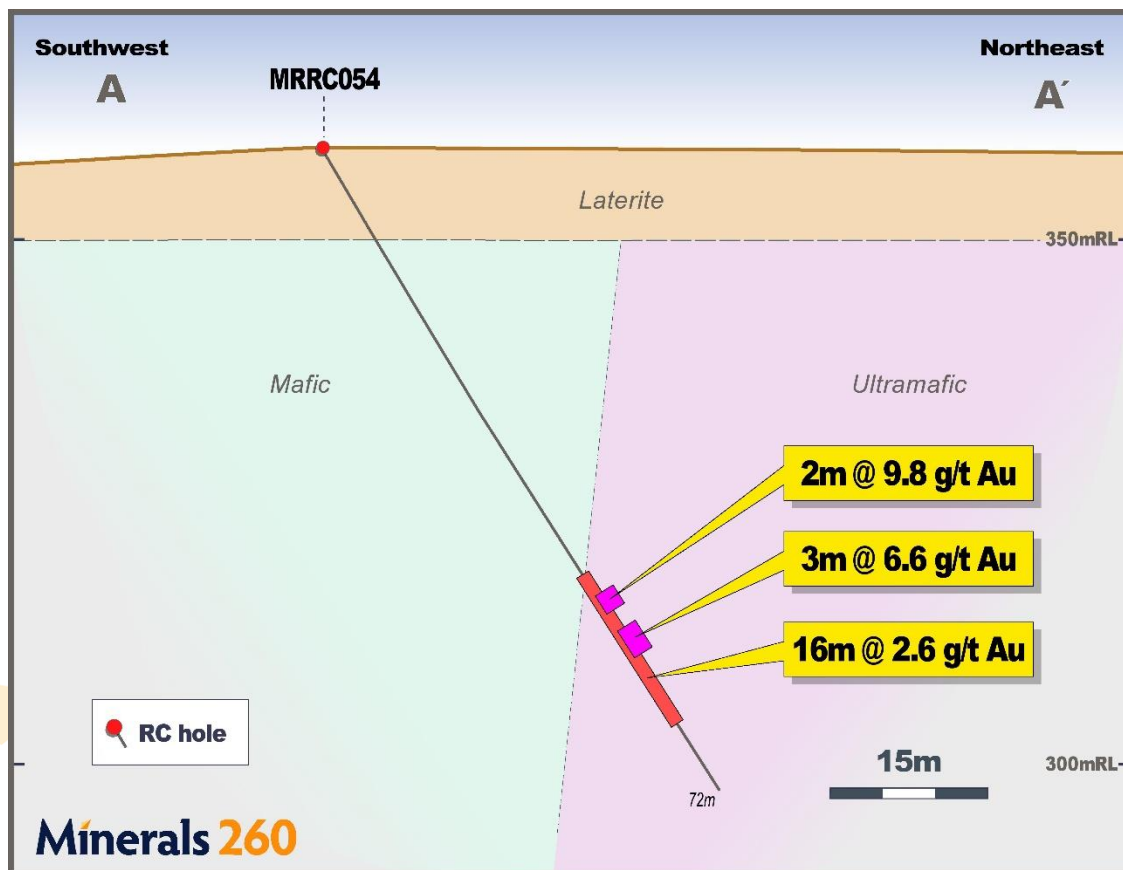 Southwest
A
Northeast
A´
MRRC054
Laterite
350mRL
Mafic
Ultramafic
2m @ 9.8 g/t Au
3m @ 6.6 g/t Au
16m @ 2.6 g/t Au
RC hole
15m
300mRL
72m
Minerals 260